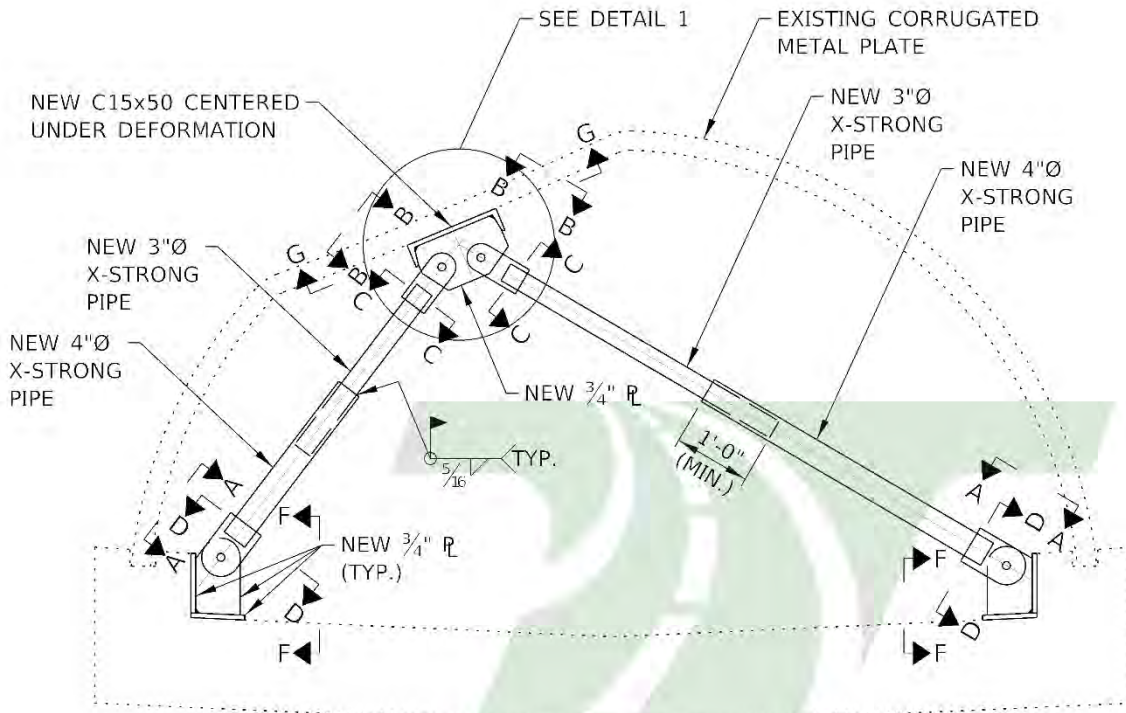 SEE DETAIL 1
EXISTING CORRUGATED
METAL PLATE
NEW C15x50 CENTERED
UNDER DEFORMATION
NEW 3"Ø
X-STRONG
PIPE
NEW 4"Ø
X-STRONG
PIPE
G
B
B
B
B
G
C
C
C
C
NEW 3"Ø
X-STRONG
PIPE
NEW 4"Ø
X-STRONG
PIPE
NEW 3/4" PL
1'-0"
(MIN.)
5/16
TYP.
A
D
A
F
NEW 3/4" PL
(TYP.)
D
F
A
D
A
F
D
F